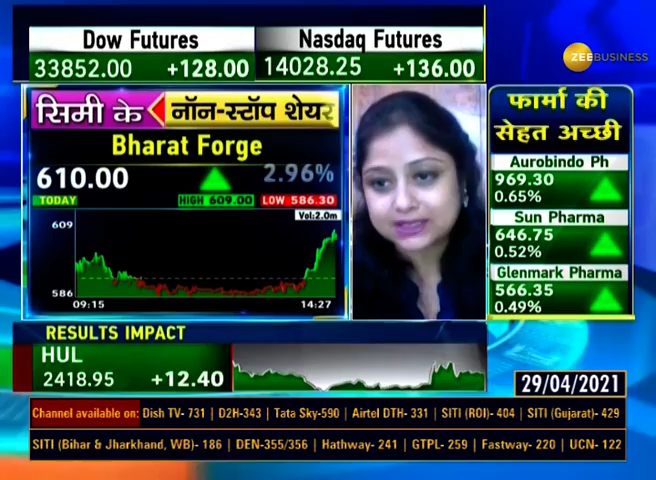 Dow Futures
33852.00 +128.00
Nasdaq Futures
14028.25 +136.00
ZEE BUSINESS
सिमी के नॉन-स्टॉप शेयर
Bharat Forge
610.00 2.96%
TODAY HIGH 609.00 LOW 586.30
Vol:2.0m
609
586
09:15 14:27
फार्मा की
सेहत अच्छी
Aurobindo Ph
969.30
0.65%
Sun Pharma
646.75
0.52%
Glenmark Pharma
566.35
0.49%
RESULTS IMPACT
HUL
2418.95 +12.40
29/04/2021
Channel available on: Dish TV- 731 | D2H-343 | Tata Sky-590 | Airtel DTH- 331 | SITI (ROI)- 404 | SITI (Gujarat)- 429
SITI (Bihar & Jharkhand, WB)- 186 | DEN-355/356 | Hathway- 241 | GTPL- 259 | Fastway- 220 | UCN- 122